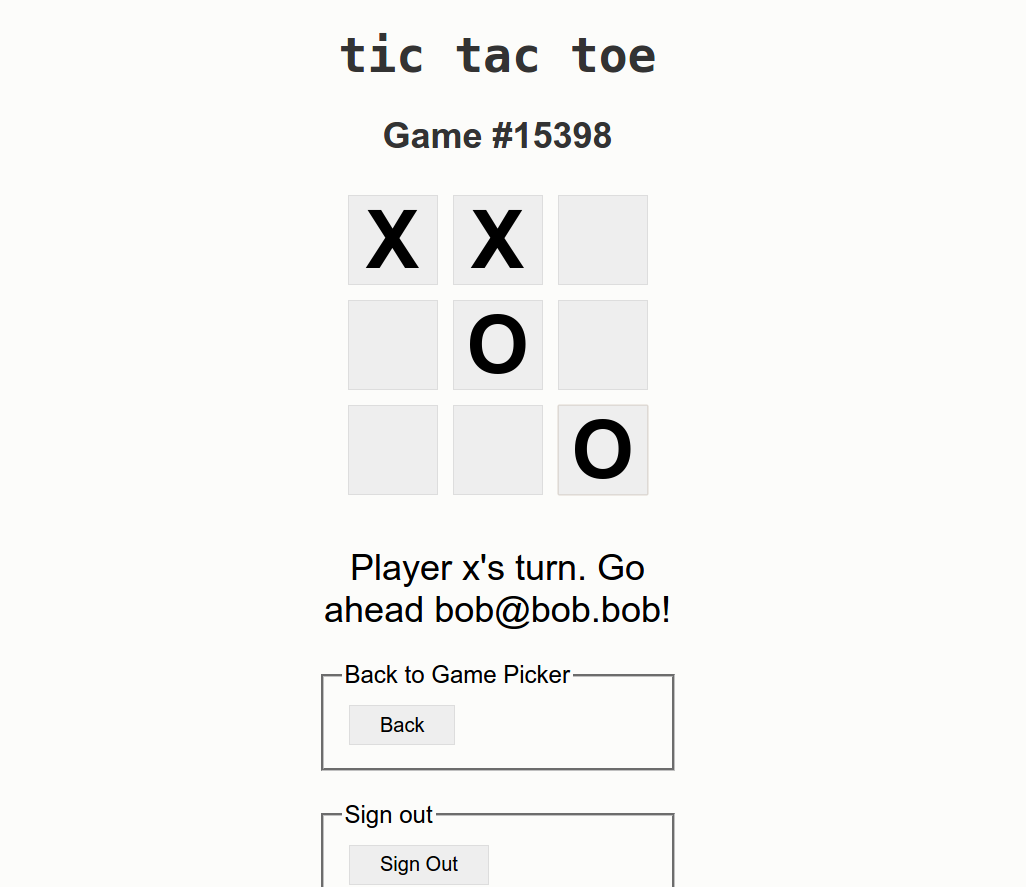 tic tac toe
Game #15398
X X
O
O
Player x's turn. Go
ahead bob@bob.bob!
Back to Game Picker
Back
Sign out
Sign Out